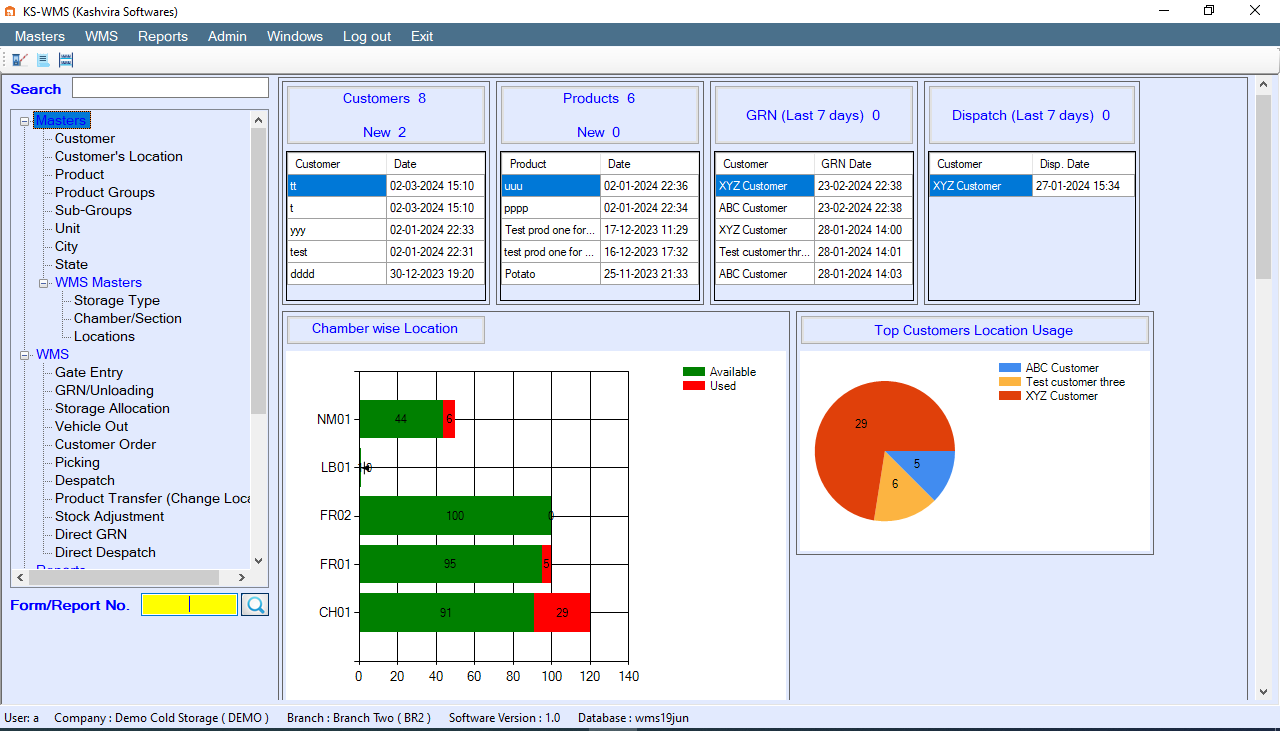 KS-WMS (Kashvira Softwares)
Masters WMS Reports Admin Windows Log out Exit
Search
Masters
Customer
Customer's Location
Product
Product Groups
Sub-Groups
Unit
City
State
WMS Masters
Storage Type
Chamber/Section
Locations
WMS
Gate Entry
GRN/Unloading
Storage Allocation
Vehicle Out
Customer Order
Picking
Despatch
Product Transfer (Change Loca
Stock Adjustment
Direct GRN
Direct Despatch
Reports
Form/Report No.
Customers 8
New 2
Customer Date
tt 02-03-2024 15:10
t 02-03-2024 15:10
yyy 02-01-2024 22:33
test 02-01-2024 22:31
dddd 30-12-2023 19:20
Products 6
New 0
Product Date
uuu 02-01-2024 22:36
pppp 02-01-2024 22:34
Test prod one for... 17-12-2023 11:29
test prod one for ... 16-12-2023 17:32
Potato 25-11-2023 21:33
GRN (Last 7 days) 0
Customer GRN Date
XYZ Customer 23-02-2024 22:38
ABC Customer 23-02-2024 22:38
XYZ Customer 28-01-2024 14:00
Test customer thr... 28-01-2024 14:01
ABC Customer 28-01-2024 14:03
Dispatch (Last 7 days) 0
Customer Disp. Date
XYZ Customer 27-01-2024 15:34
Chamber wise Location
Available
Used
NM01 44 6
LB01 1 0
FR02 100 0
FR01 95 5
CH01 91 29
0 20 40 60 80 100 120 140
Top Customers Location Usage
ABC Customer
Test customer three
XYZ Customer
29
5
6
User: a Company : Demo Cold Storage ( DEMO ) Branch : Branch Two ( BR2 ) Software Version : 1.0 Database : wms19jun